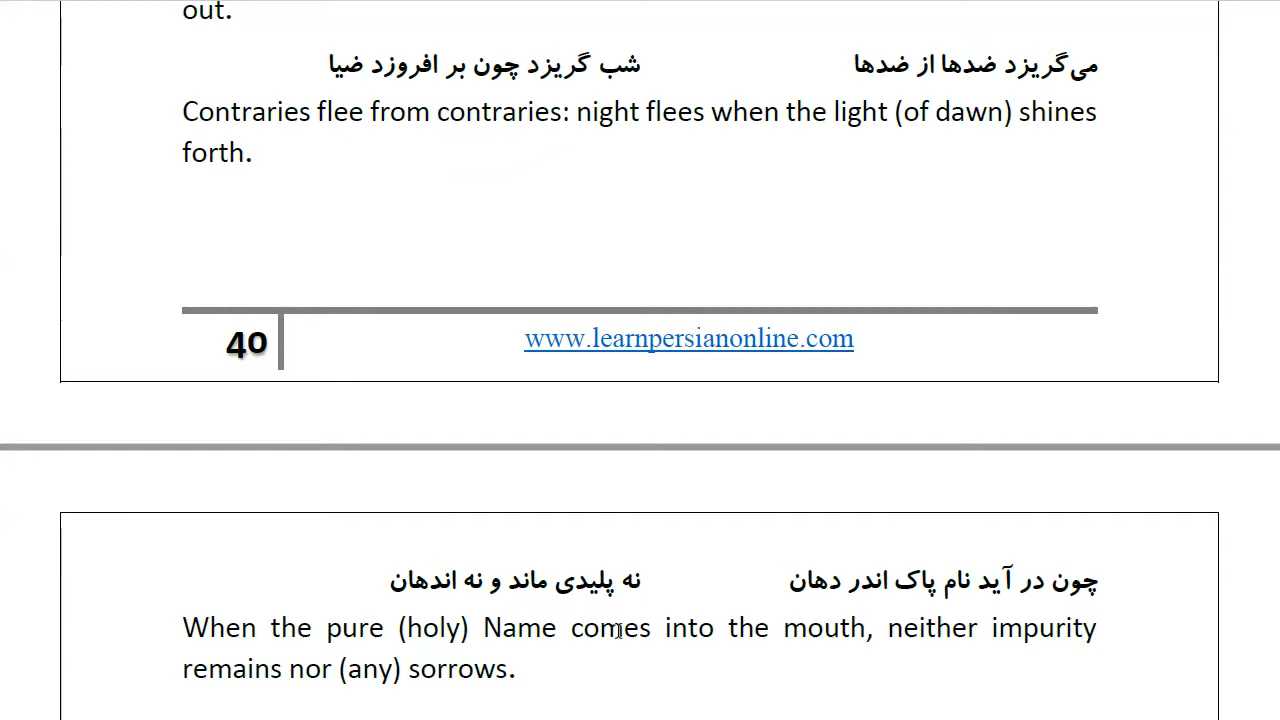 out.
می‌گریزد ضدها از ضدها شب گریزد چون بر افروزد ضیا
Contraries flee from contraries: night flees when the light (of dawn) shines
forth.
40 www.learnpersianonline.com
چون در آید نام پاک اندر دهان نه پلیدی ماند و نه اندهان
When the pure (holy) Name comes into the mouth, neither impurity
remains nor (any) sorrows.